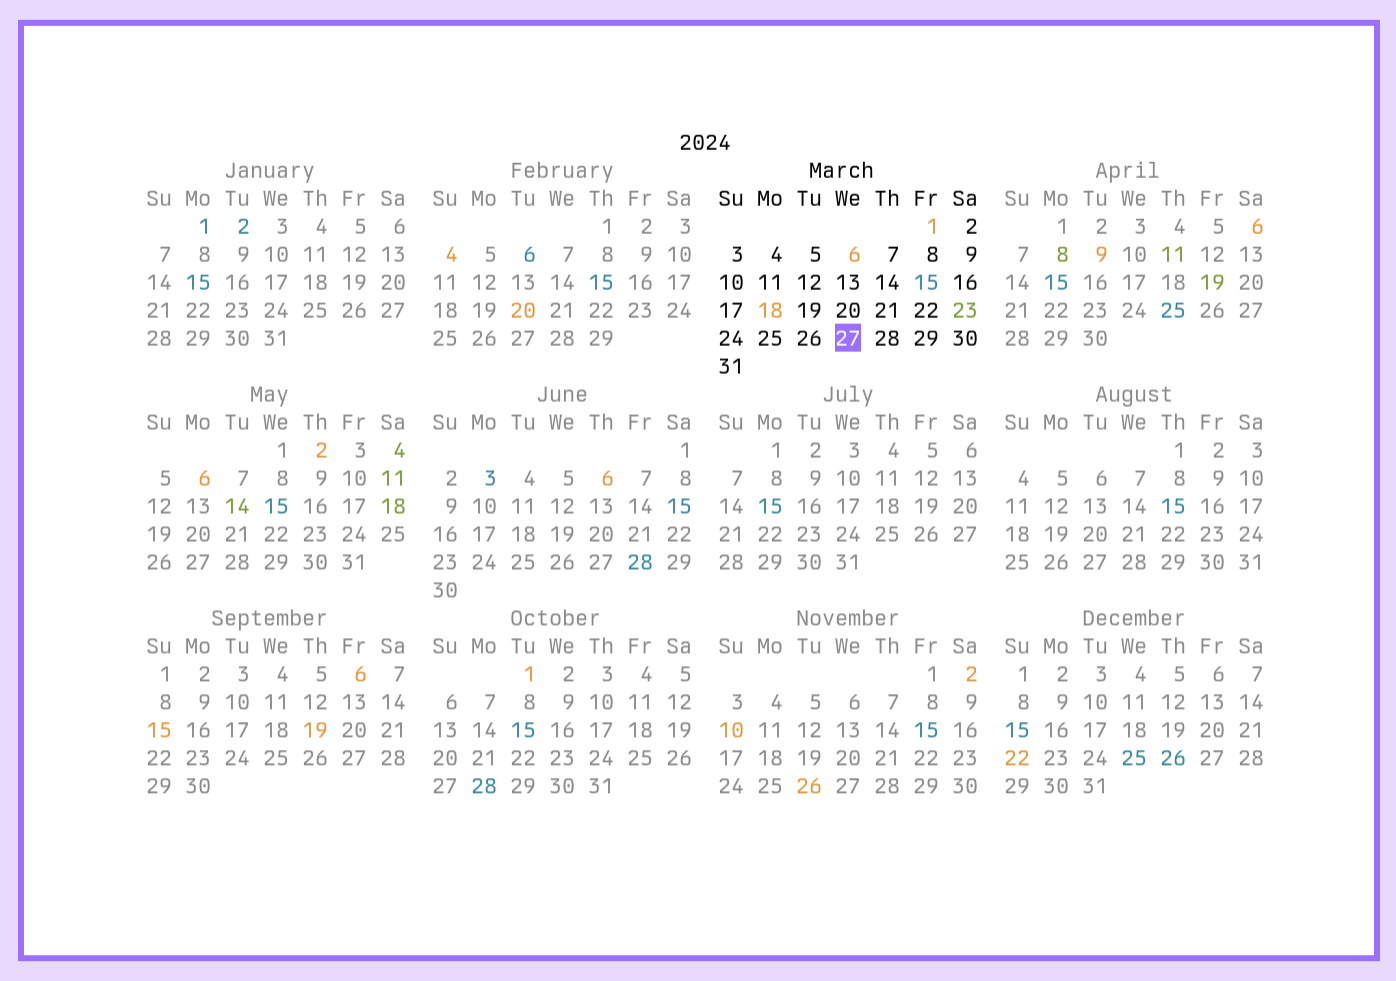 2024
January February March April
Su Mo Tu We Th Fr Sa Su Mo Tu We Th Fr Sa Su Mo Tu We Th Fr Sa Su Mo Tu We Th Fr Sa
1 2 3 4 5 6 1 2 3 1 2 1 2 3 4 5 6
7 8 9 10 11 12 13 4 5 6 7 8 9 10 3 4 5 6 7 8 9 7 8 9 10 11 12 13
14 15 16 17 18 19 20 11 12 13 14 15 16 17 10 11 12 13 14 15 16 14 15 16 17 18 19 20
21 22 23 24 25 26 27 18 19 20 21 22 23 24 17 18 19 20 21 22 23 21 22 23 24 25 26 27
28 29 30 31 25 26 27 28 29 24 25 26 27 28 29 30 28 29 30
31
May June July August
Su Mo Tu We Th Fr Sa Su Mo Tu We Th Fr Sa Su Mo Tu We Th Fr Sa Su Mo Tu We Th Fr Sa
1 2 3 4 1 1 2 3 4 5 6 1 2 3
5 6 7 8 9 10 11 2 3 4 5 6 7 8 7 8 9 10 11 12 13 4 5 6 7 8 9 10
12 13 14 15 16 17 18 9 10 11 12 13 14 15 14 15 16 17 18 19 20 11 12 13 14 15 16 17
19 20 21 22 23 24 25 16 17 18 19 20 21 22 21 22 23 24 25 26 27 18 19 20 21 22 23 24
26 27 28 29 30 31 23 24 25 26 27 28 29 28 29 30 31 25 26 27 28 29 30 31
30
September October November December
Su Mo Tu We Th Fr Sa Su Mo Tu We Th Fr Sa Su Mo Tu We Th Fr Sa Su Mo Tu We Th Fr Sa
1 2 3 4 5 6 7 1 2 3 4 5 1 2 1 2 3 4 5 6 7
8 9 10 11 12 13 14 6 7 8 9 10 11 12 3 4 5 6 7 8 9 8 9 10 11 12 13 14
15 16 17 18 19 20 21 13 14 15 16 17 18 19 10 11 12 13 14 15 16 15 16 17 18 19 20 21
22 23 24 25 26 27 28 20 21 22 23 24 25 26 17 18 19 20 21 22 23 22 23 24 25 26 27 28
29 30 27 28 29 30 31 24 25 26 27 28 29 30 29 30 31